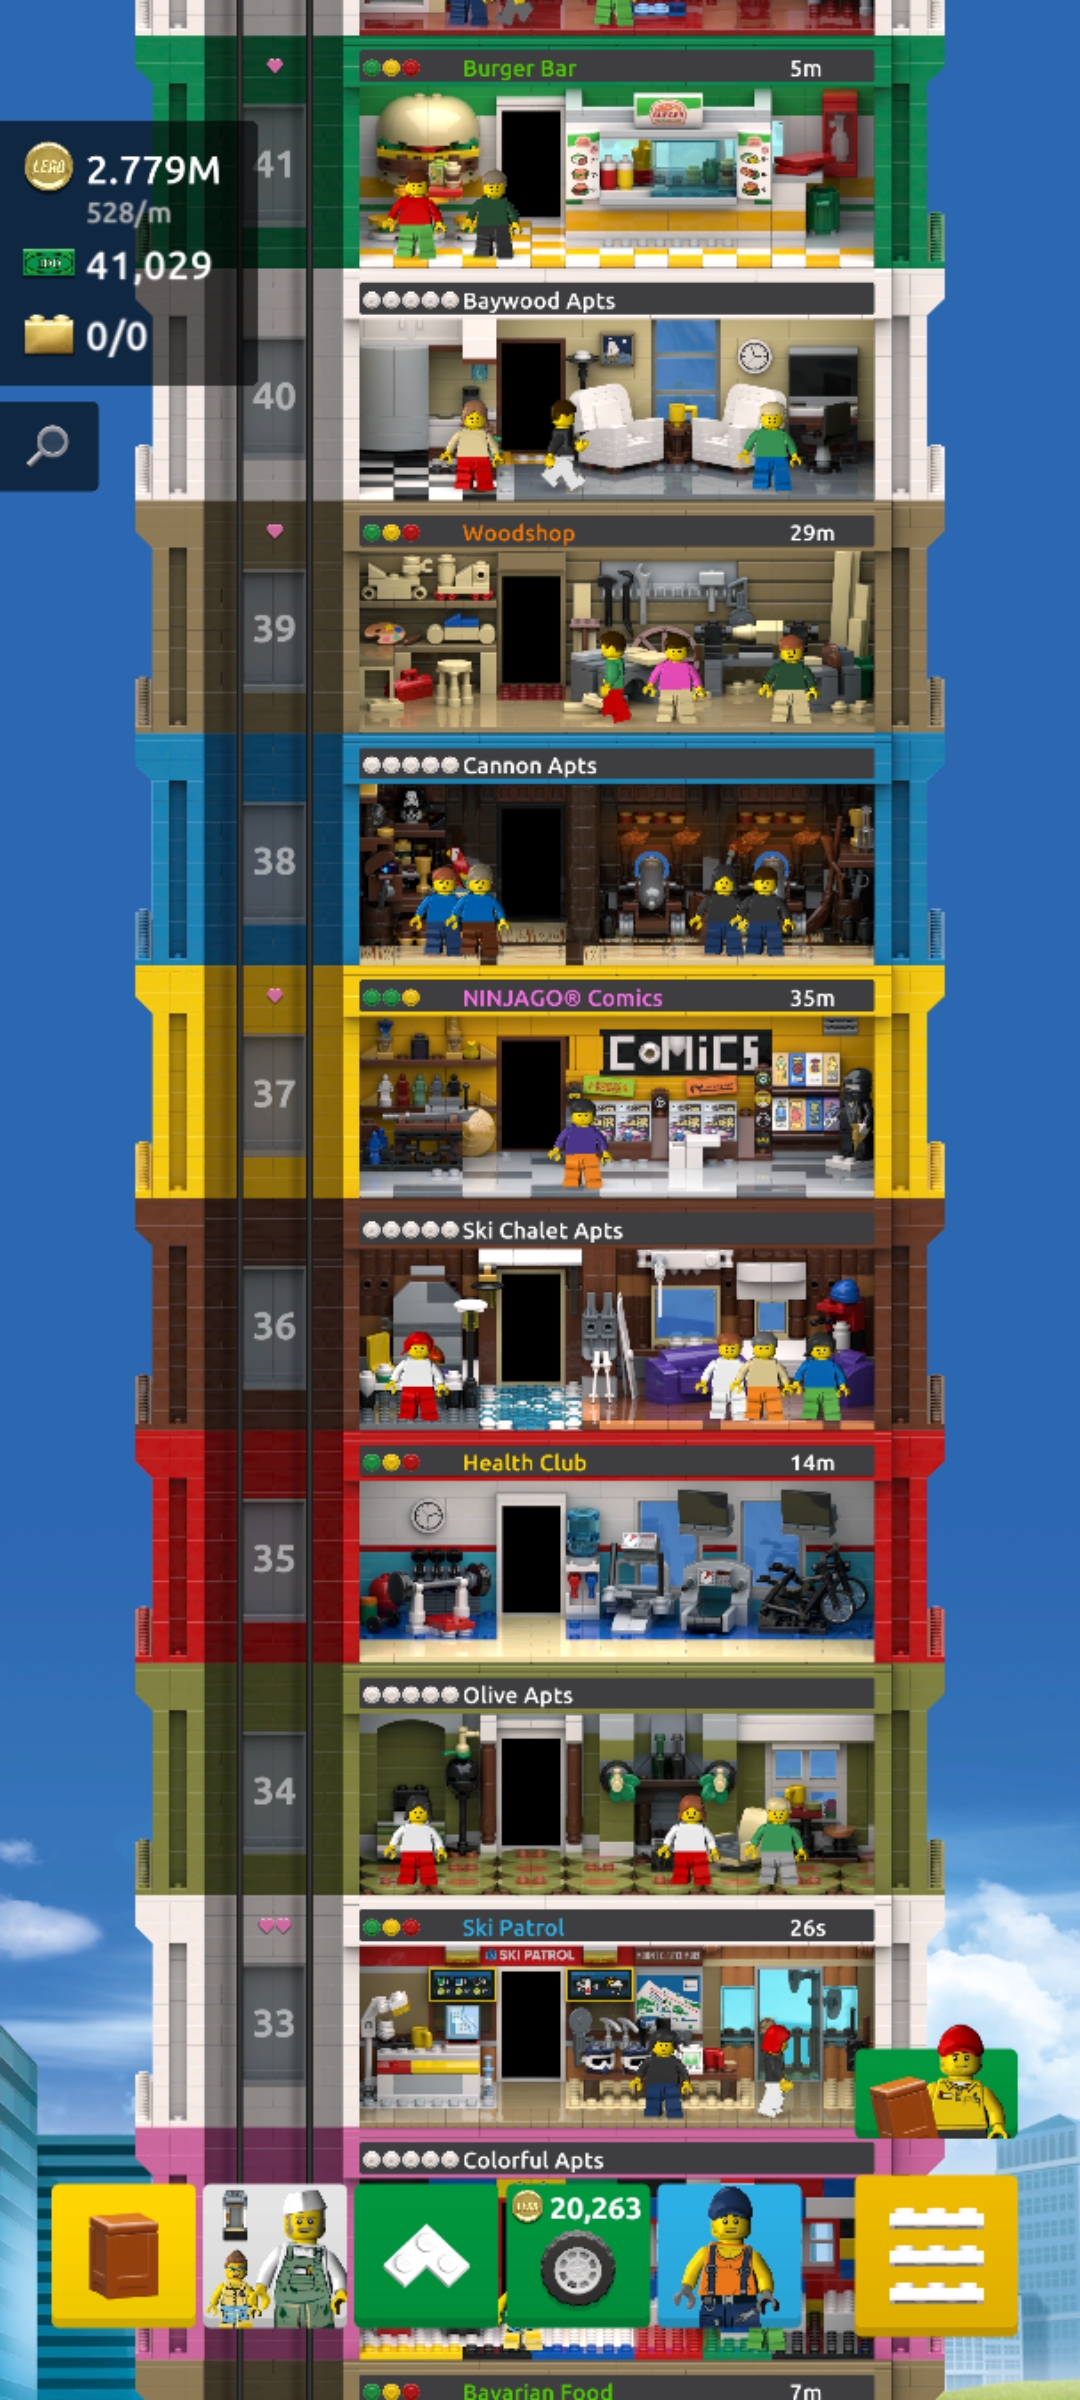 Burger Bar 5m
41
LEGO 2.779M
528/m
41,029
0/0
Baywood Apts
40
Woodshop 29m
39
Cannon Apts
38
NINJAGO® Comics 35m
COMiCS
37
Ski Chalet Apts
36
Health Club 14m
35
Olive Apts
34
Ski Patrol 26s
SKI PATROL
33
Colorful Apts
LEGO 20,263
Bavarian Food 7m